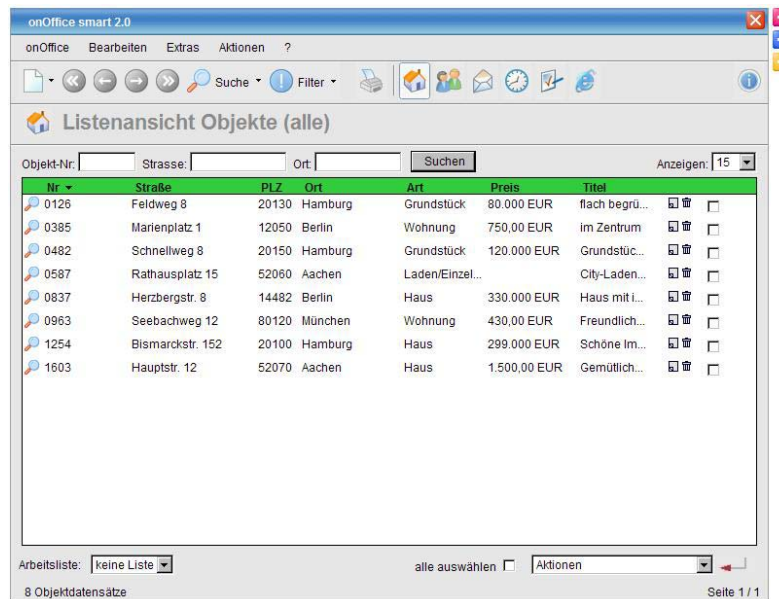 onOffice smart 2.0
onOffice Bearbeiten Extras Aktionen ?
Suche Filter
Listenansicht Objekte (alle)
Objekt-Nr: Strasse: Ort: Suchen Anzeigen: 15
Nr Straße PLZ Ort Art Preis Titel
0126 Feldweg 8 20130 Hamburg Grundstück 80.000 EUR flach begrü...
0385 Marienplatz 1 12050 Berlin Wohnung 750,00 EUR im Zentrum
0482 Schnellweg 8 20150 Hamburg Grundstück 120.000 EUR Grundstüc...
0587 Rathausplatz 15 52060 Aachen Laden/Einzel... City-Laden...
0837 Herzbergstr. 8 14482 Berlin Haus 330.000 EUR Haus mit i...
0963 Seebachweg 12 80120 München Wohnung 430,00 EUR Freundlich...
1254 Bismarckstr. 152 20100 Hamburg Haus 299.000 EUR Schöne Im...
1603 Hauptstr. 12 52070 Aachen Haus 1.500,00 EUR Gemütlich...
Arbeitsliste: keine Liste alle auswählen Aktionen
8 Objektdatensätze Seite 1 / 1